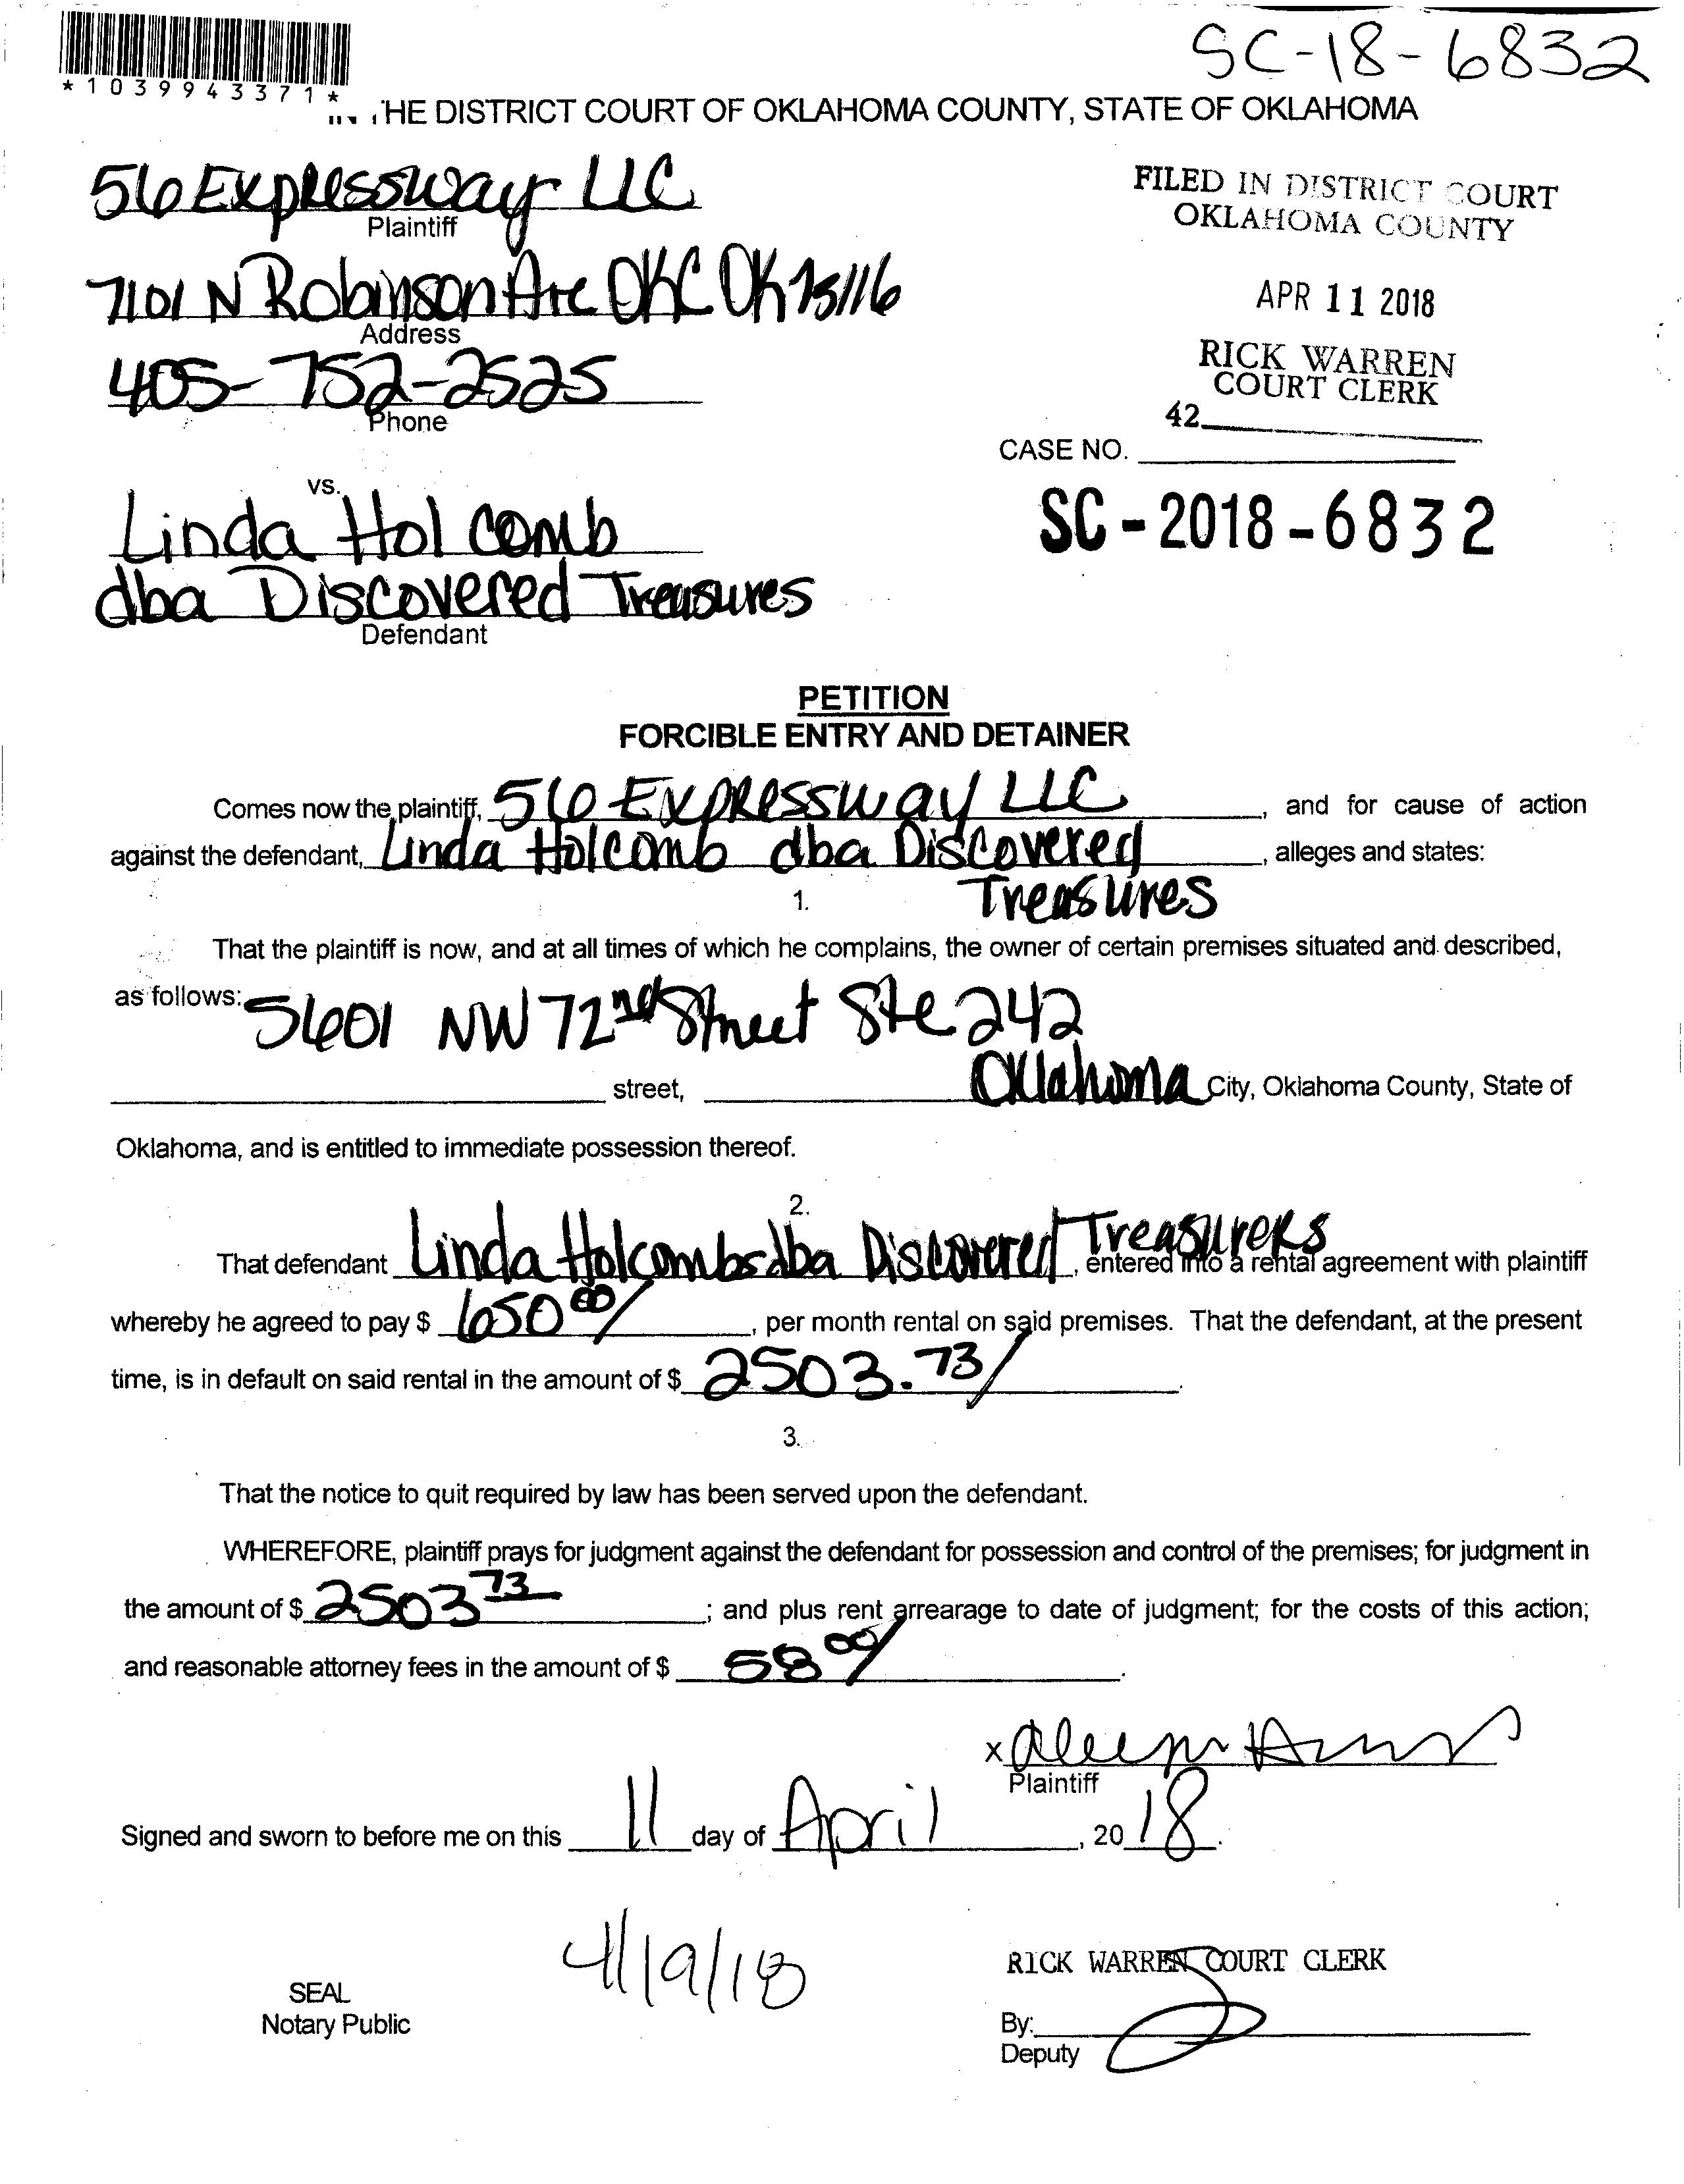 SC-18-6832
*1039943371*
THE DISTRICT COURT OF OKLAHOMA COUNTY, STATE OF OKLAHOMA
56 Expressway LLC
Plaintiff
7101 N Robinson Ave OKC OK 73116
Address
405-752-2525
Phone
FILED IN DISTRICT COURT
OKLAHOMA COUNTY
APR 11 2018
RICK WARREN
COURT CLERK
42
CASE NO.
SC-2018-6832
vs.
Linda Holcomb
dba Discovered Treasures
Defendant
PETITION
FORCIBLE ENTRY AND DETAINER
Comes now the plaintiff, 56 Expressway LLC, and for cause of action
against the defendant, Linda Holcomb dba Discovered, alleges and states:
Treasures
1.
That the plaintiff is now, and at all times of which he complains, the owner of certain premises situated and described,
as follows: 5601 NW 72nd Street Ste 242
street, Oklahoma City, Oklahoma County, State of
Oklahoma, and is entitled to immediate possession thereof.
2.
That defendant Linda Holcombs dba Discovered Treasurers, entered into a rental agreement with plaintiff
whereby he agreed to pay $ 650 00/, per month rental on said premises. That the defendant, at the present
time, is in default on said rental in the amount of $ 2503.73/.
3.
That the notice to quit required by law has been served upon the defendant.
WHEREFORE, plaintiff prays for judgment against the defendant for possession and control of the premises; for judgment in
the amount of $ 2503 73; and plus rent arrearage to date of judgment; for the costs of this action;
and reasonable attorney fees in the amount of $ 58 00/.
x
Plaintiff
Signed and sworn to before me on this 11 day of April, 2018.
4/19/18
SEAL
Notary Public
RICK WARREN COURT CLERK
By:
Deputy